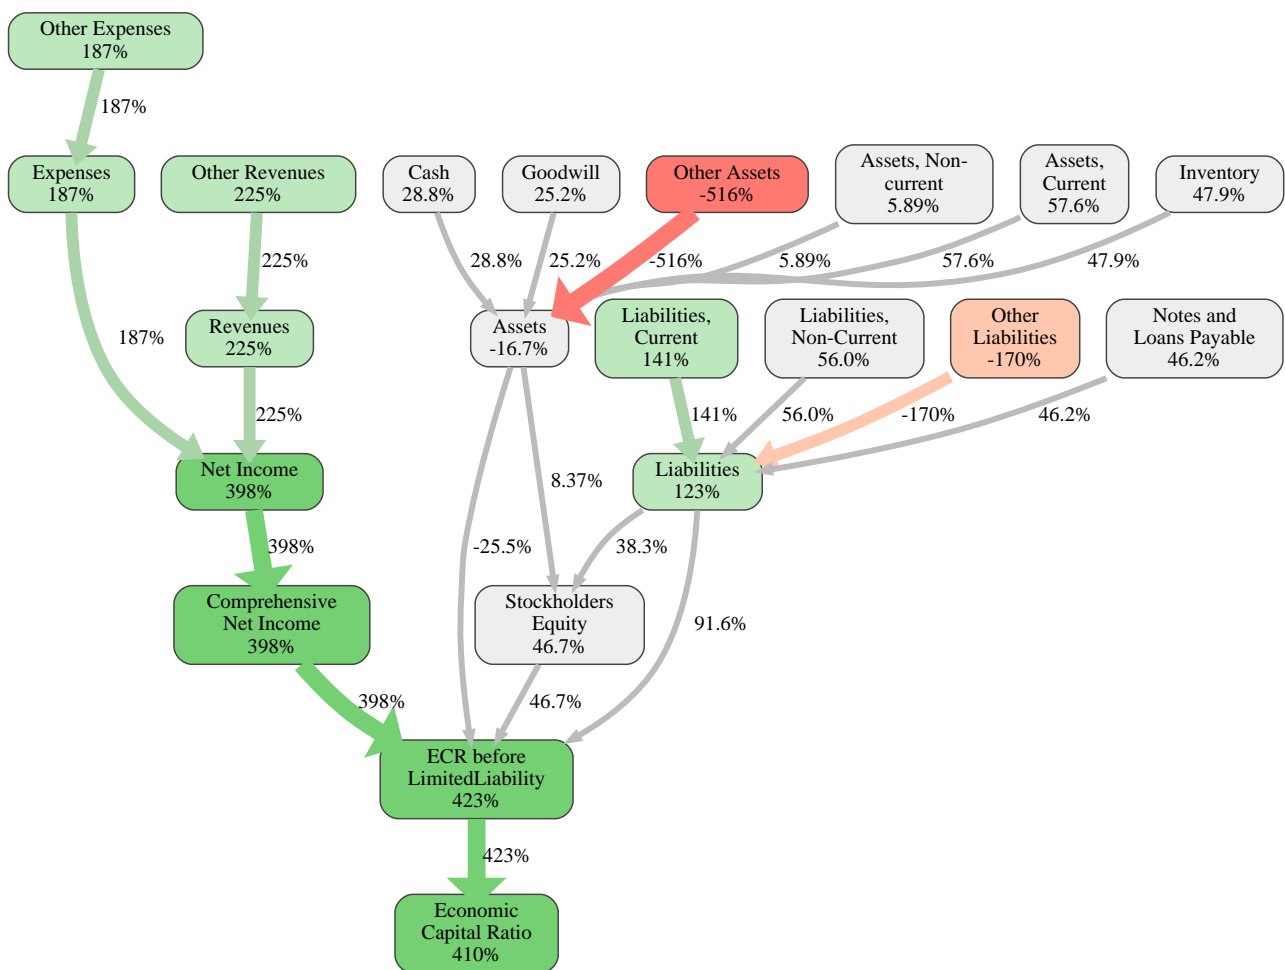 Other Expenses
187%
187%
Expenses
187%
Other Revenues
225%
Cash
28.8%
Goodwill
25.2%
Other Assets
-516%
Assets, Non-
current
5.89%
Assets,
Current
57.6%
Inventory
47.9%
225%
28.8%
25.2%
-516%
5.89%
57.6%
47.9%
187%
Revenues
225%
Assets
-16.7%
Liabilities,
Current
141%
Liabilities,
Non-Current
56.0%
Other
Liabilities
-170%
Notes and
Loans Payable
46.2%
225%
141%
56.0%
-170%
46.2%
Net Income
398%
8.37%
Liabilities
123%
398%
-25.5%
38.3%
Comprehensive
Net Income
398%
Stockholders
Equity
46.7%
91.6%
398%
46.7%
ECR before
LimitedLiability
423%
423%
Economic
Capital Ratio
410%